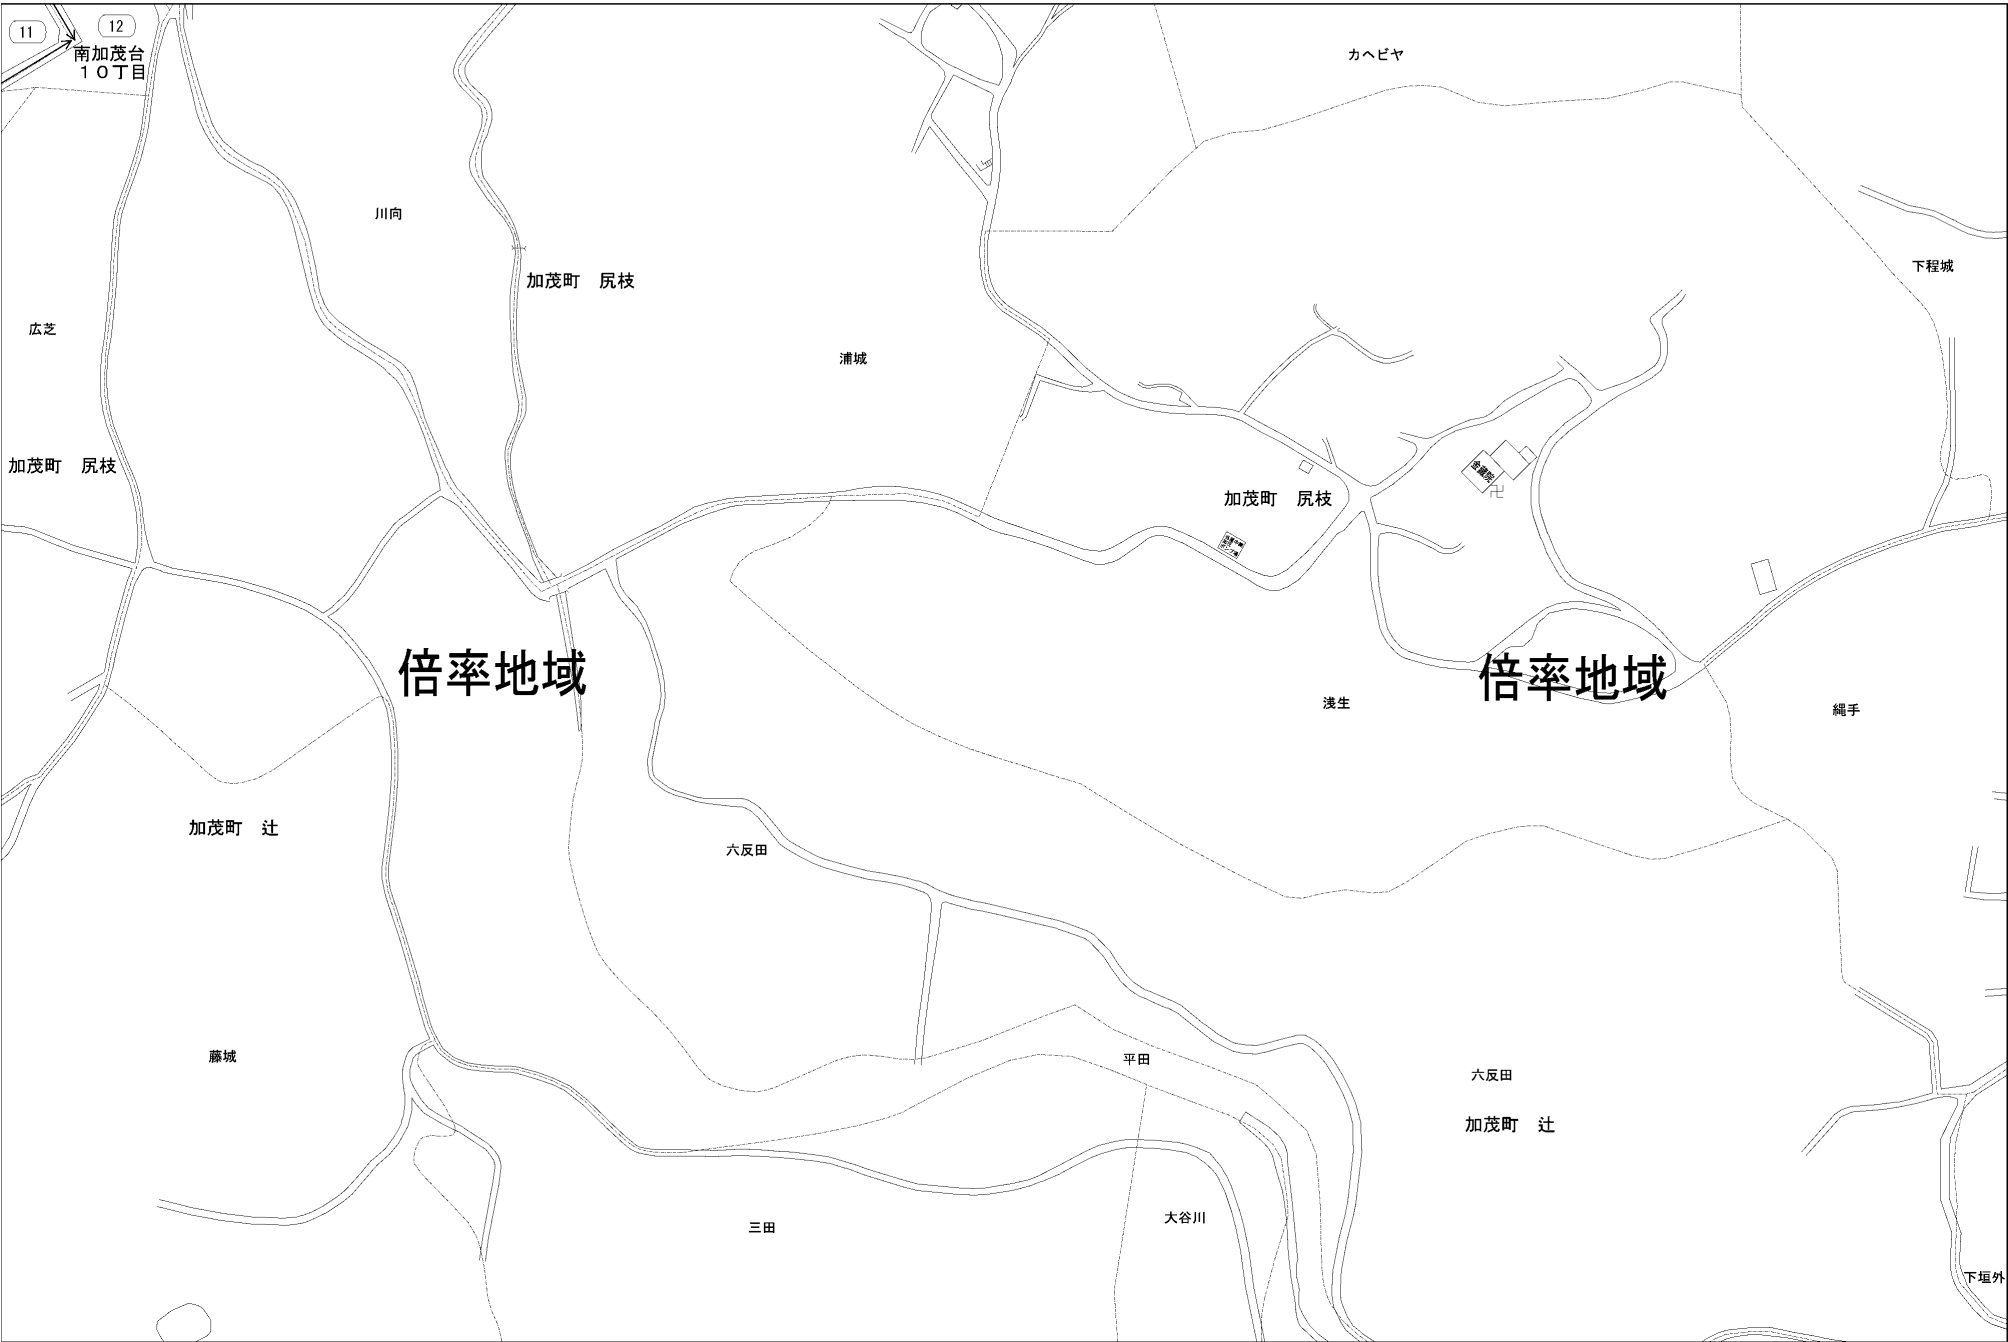 11
12
南加茂台
１０丁目
カヘビヤ
川向
下程城
加茂町　尻枝
広芝
浦城
加茂町　尻枝
金蔵院
加茂町　尻枝
倍率地域
倍率地域
浅生
縄手
加茂町　辻
六反田
藤城
平田
六反田
加茂町　辻
大谷川
三田
下垣外